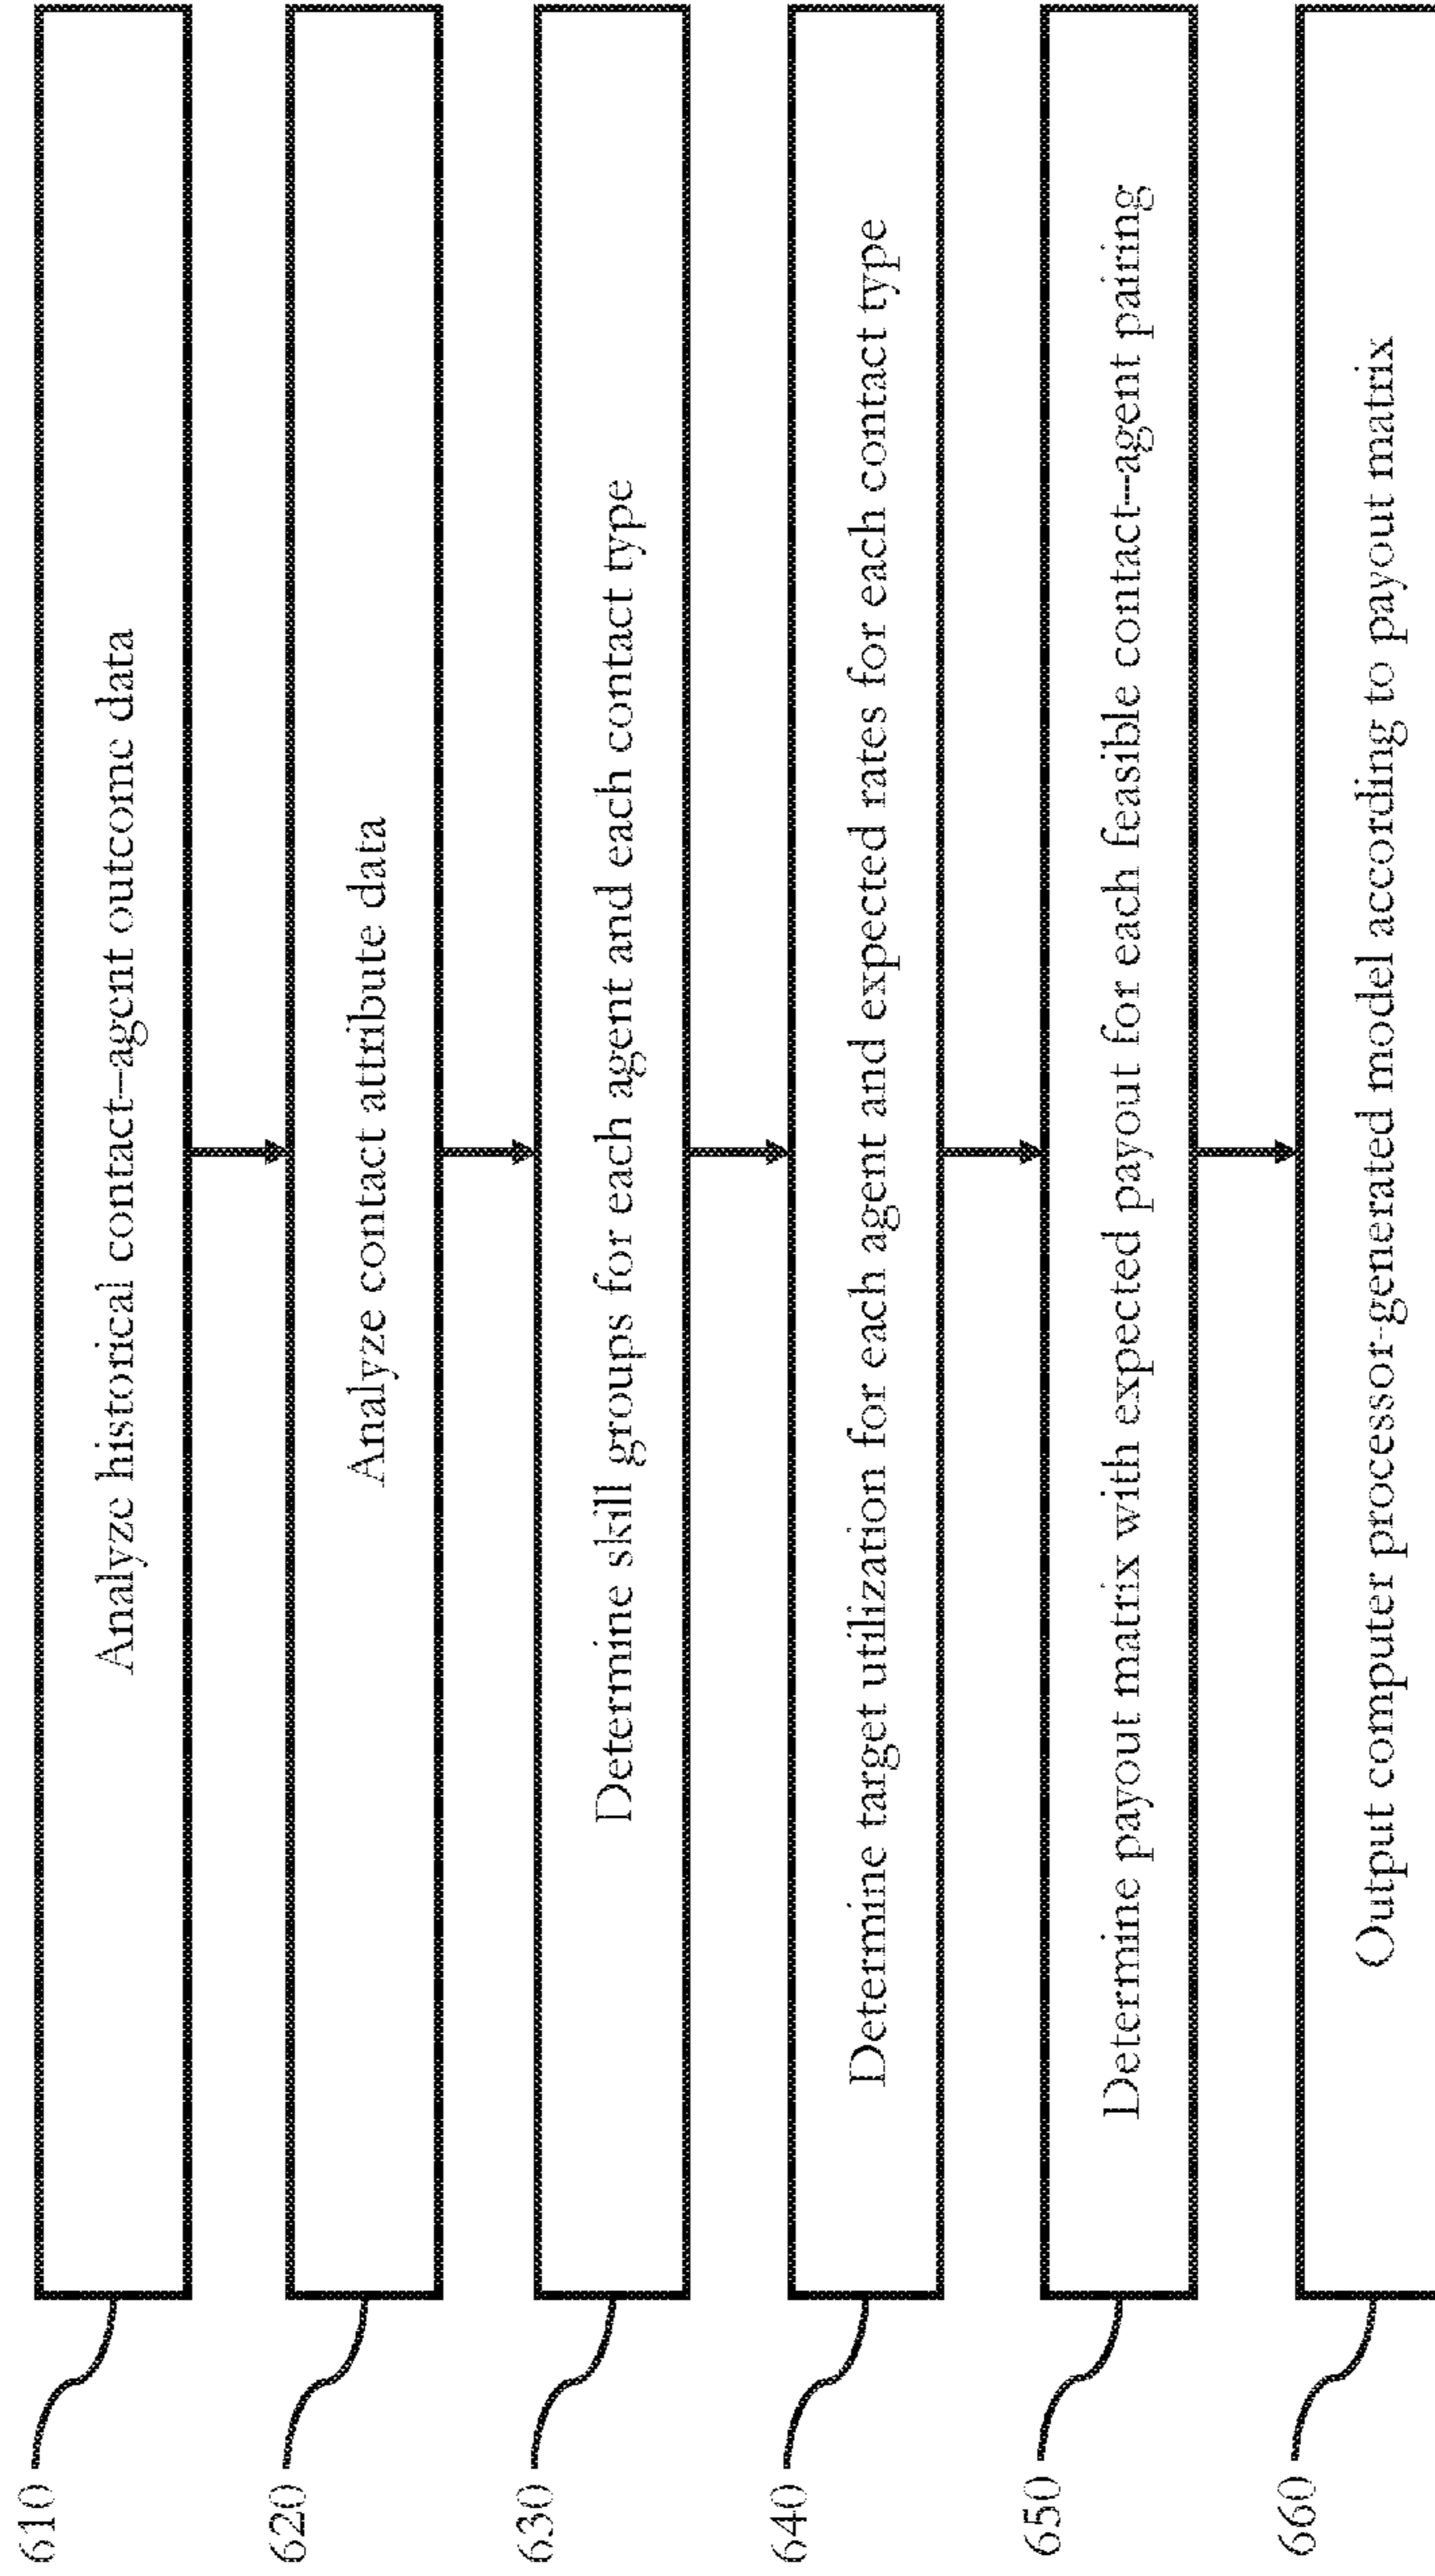 610
Analyze historical contact–agent outcome data
620
Analyze contact attribute data
630
Determine skill groups for each agent and each contact type
640
Determine target utilization for each agent and expected rates for each contact type
650
Determine payout matrix with expected payout for each feasible contact–agent pairing
660
Output computer processor-generated model according to payout matrix